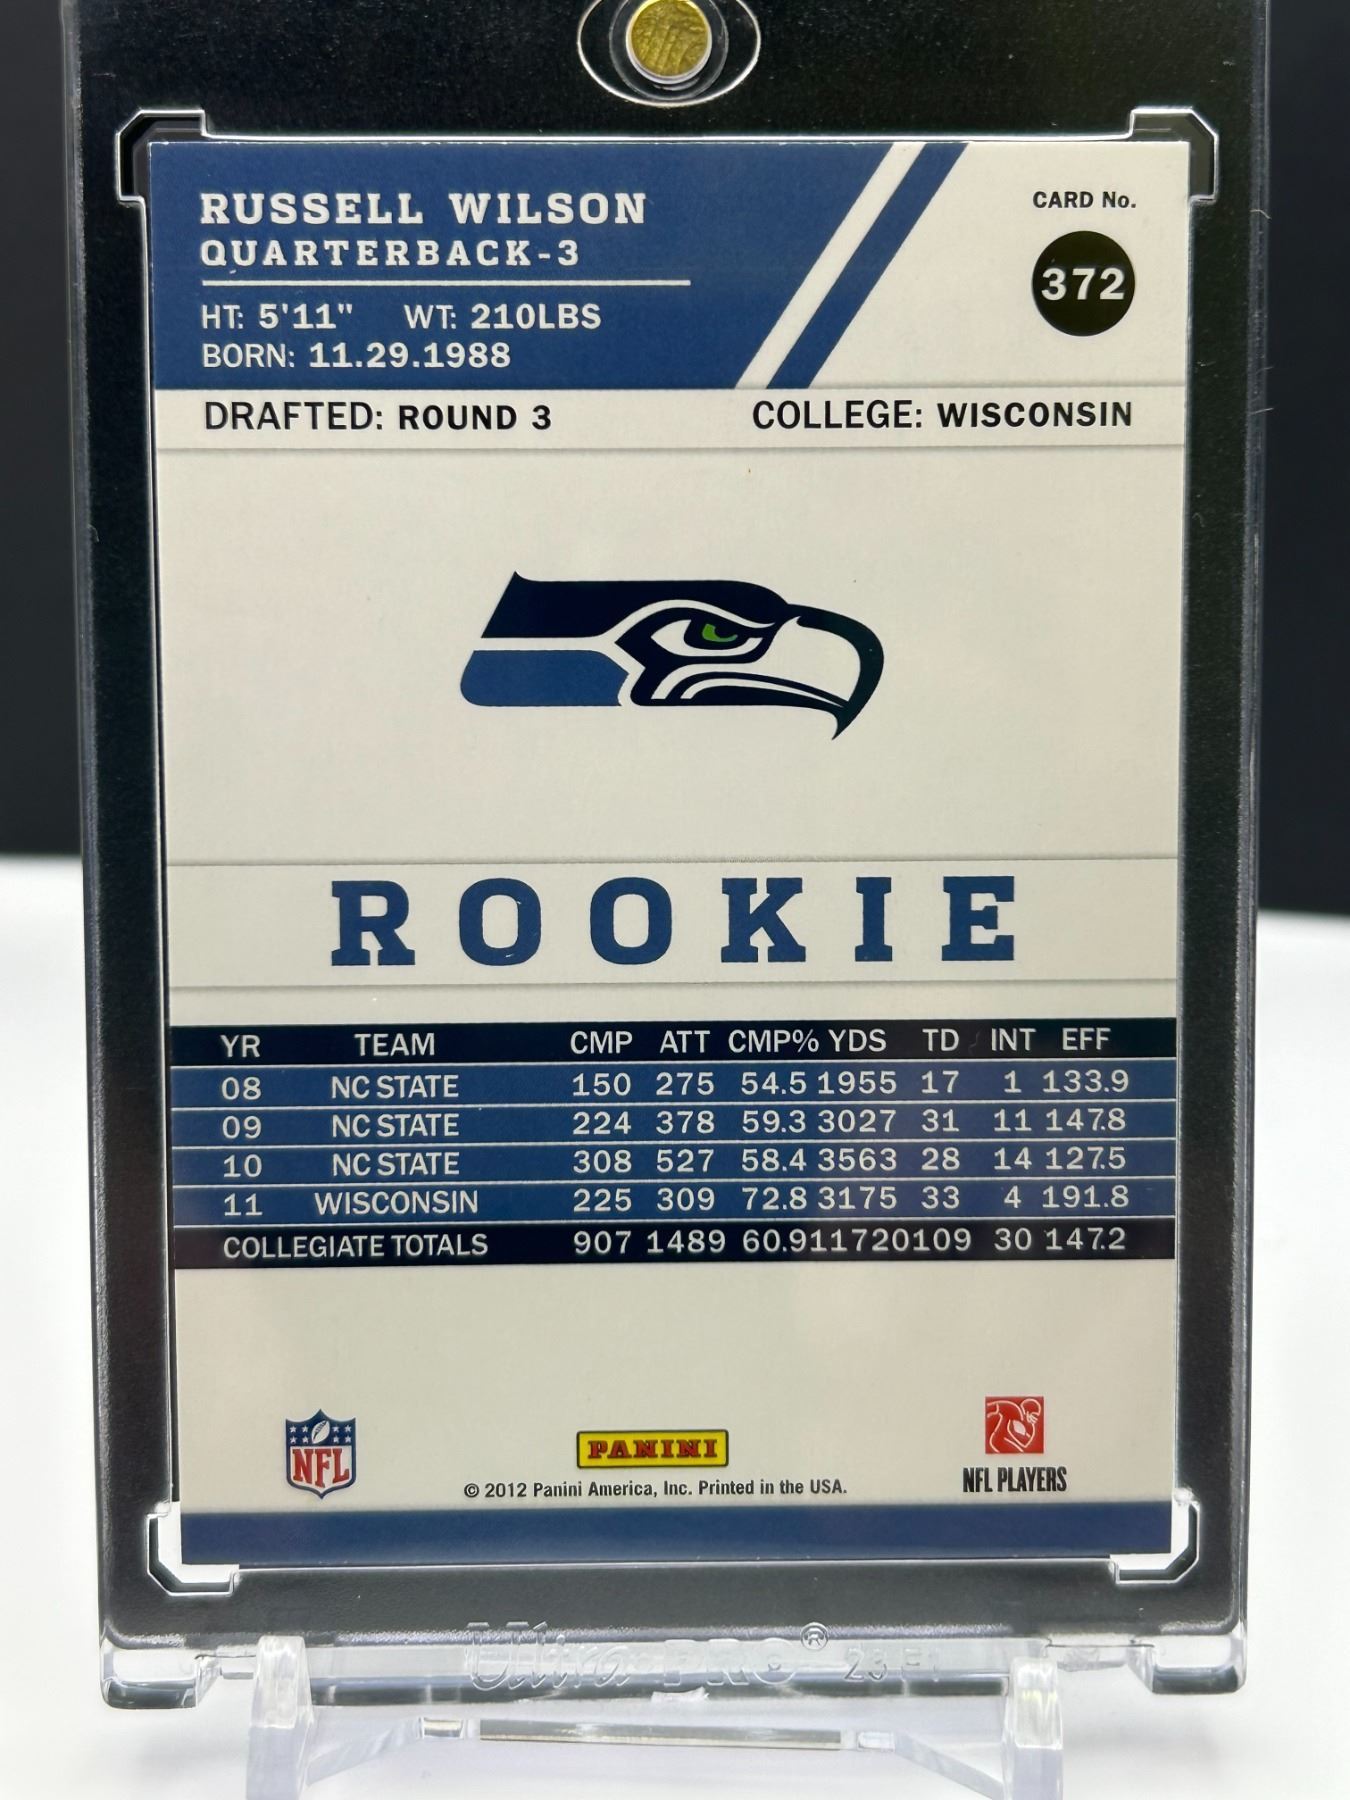 RUSSELL WILSON
QUARTERBACK-3
HT: 5'11" WT: 210LBS
BORN: 11.29.1988
CARD No.
372
DRAFTED: ROUND 3 COLLEGE: WISCONSIN
ROOKIE
YR TEAM CMP ATT CMP% YDS TD INT EFF
08 NC STATE 150 275 54.5 1955 17 1 133.9
09 NC STATE 224 378 59.3 3027 31 11 147.8
10 NC STATE 308 527 58.4 3563 28 14 127.5
11 WISCONSIN 225 309 72.8 3175 33 4 191.8
COLLEGIATE TOTALS 907 1489 60.9 11720 109 30 147.2
NFL
PANINI
© 2012 Panini America, Inc. Printed in the USA.
NFL PLAYERS
Ultra PRO®